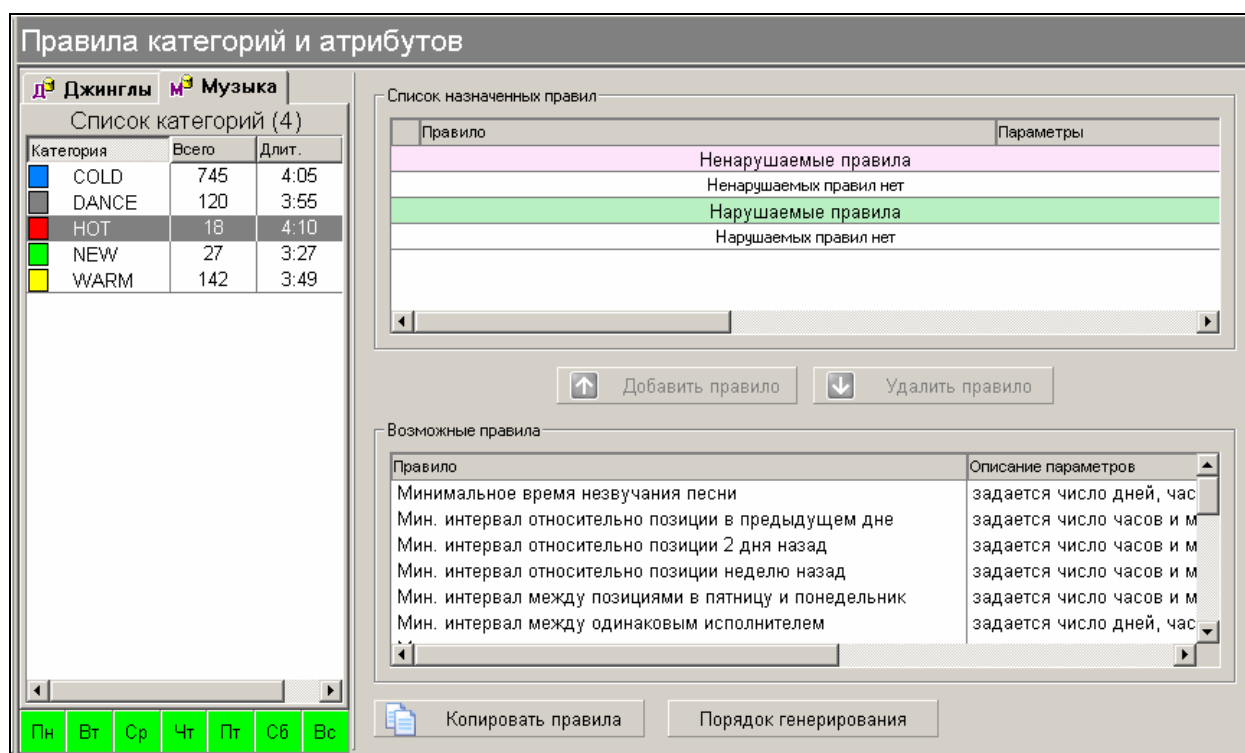 Правила категорий и атрибутов
Джинглы Музыка
Список категорий (4)
Категория Всего Длит.
COLD 745 4:05
DANCE 120 3:55
HOT 18 4:10
NEW 27 3:27
WARM 142 3:49
Пн Вт Ср Чт Пт Сб Вс
Список назначенных правил
Правило Параметры
Ненарушаемые правила
Ненарушаемых правил нет
Нарушаемые правила
Нарушаемых правил нет
Добавить правило Удалить правило
Возможные правила
Правило Описание параметров
Минимальное время незвучания песни задается число дней, час
Мин. интервал относительно позиции в предыдущем дне задается число часов и м
Мин. интервал относительно позиции 2 дня назад задается число часов и м
Мин. интервал относительно позиции неделю назад задается число часов и м
Мин. интервал между позициями в пятницу и понедельник задается число часов и м
Мин. интервал между одинаковым исполнителем задается число дней, час
Копировать правила Порядок генерирования